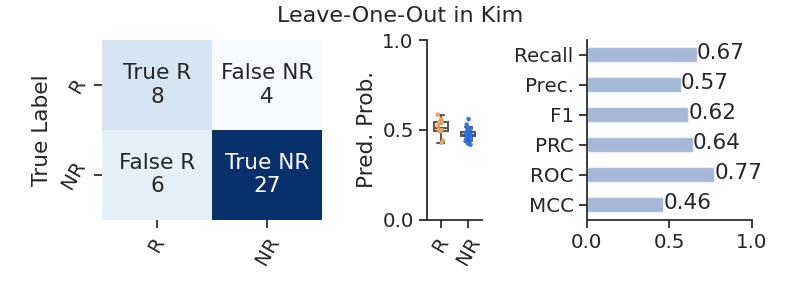 Leave-One-Out in Kim
True Label
R
NR
True R
8
False NR
4
False R
6
True NR
27
R
NR
Pred. Prob.
1.0
0.5
0.0
R
NR
Recall 0.67
Prec. 0.57
F1 0.62
PRC 0.64
ROC 0.77
MCC 0.46
0.0 0.5 1.0